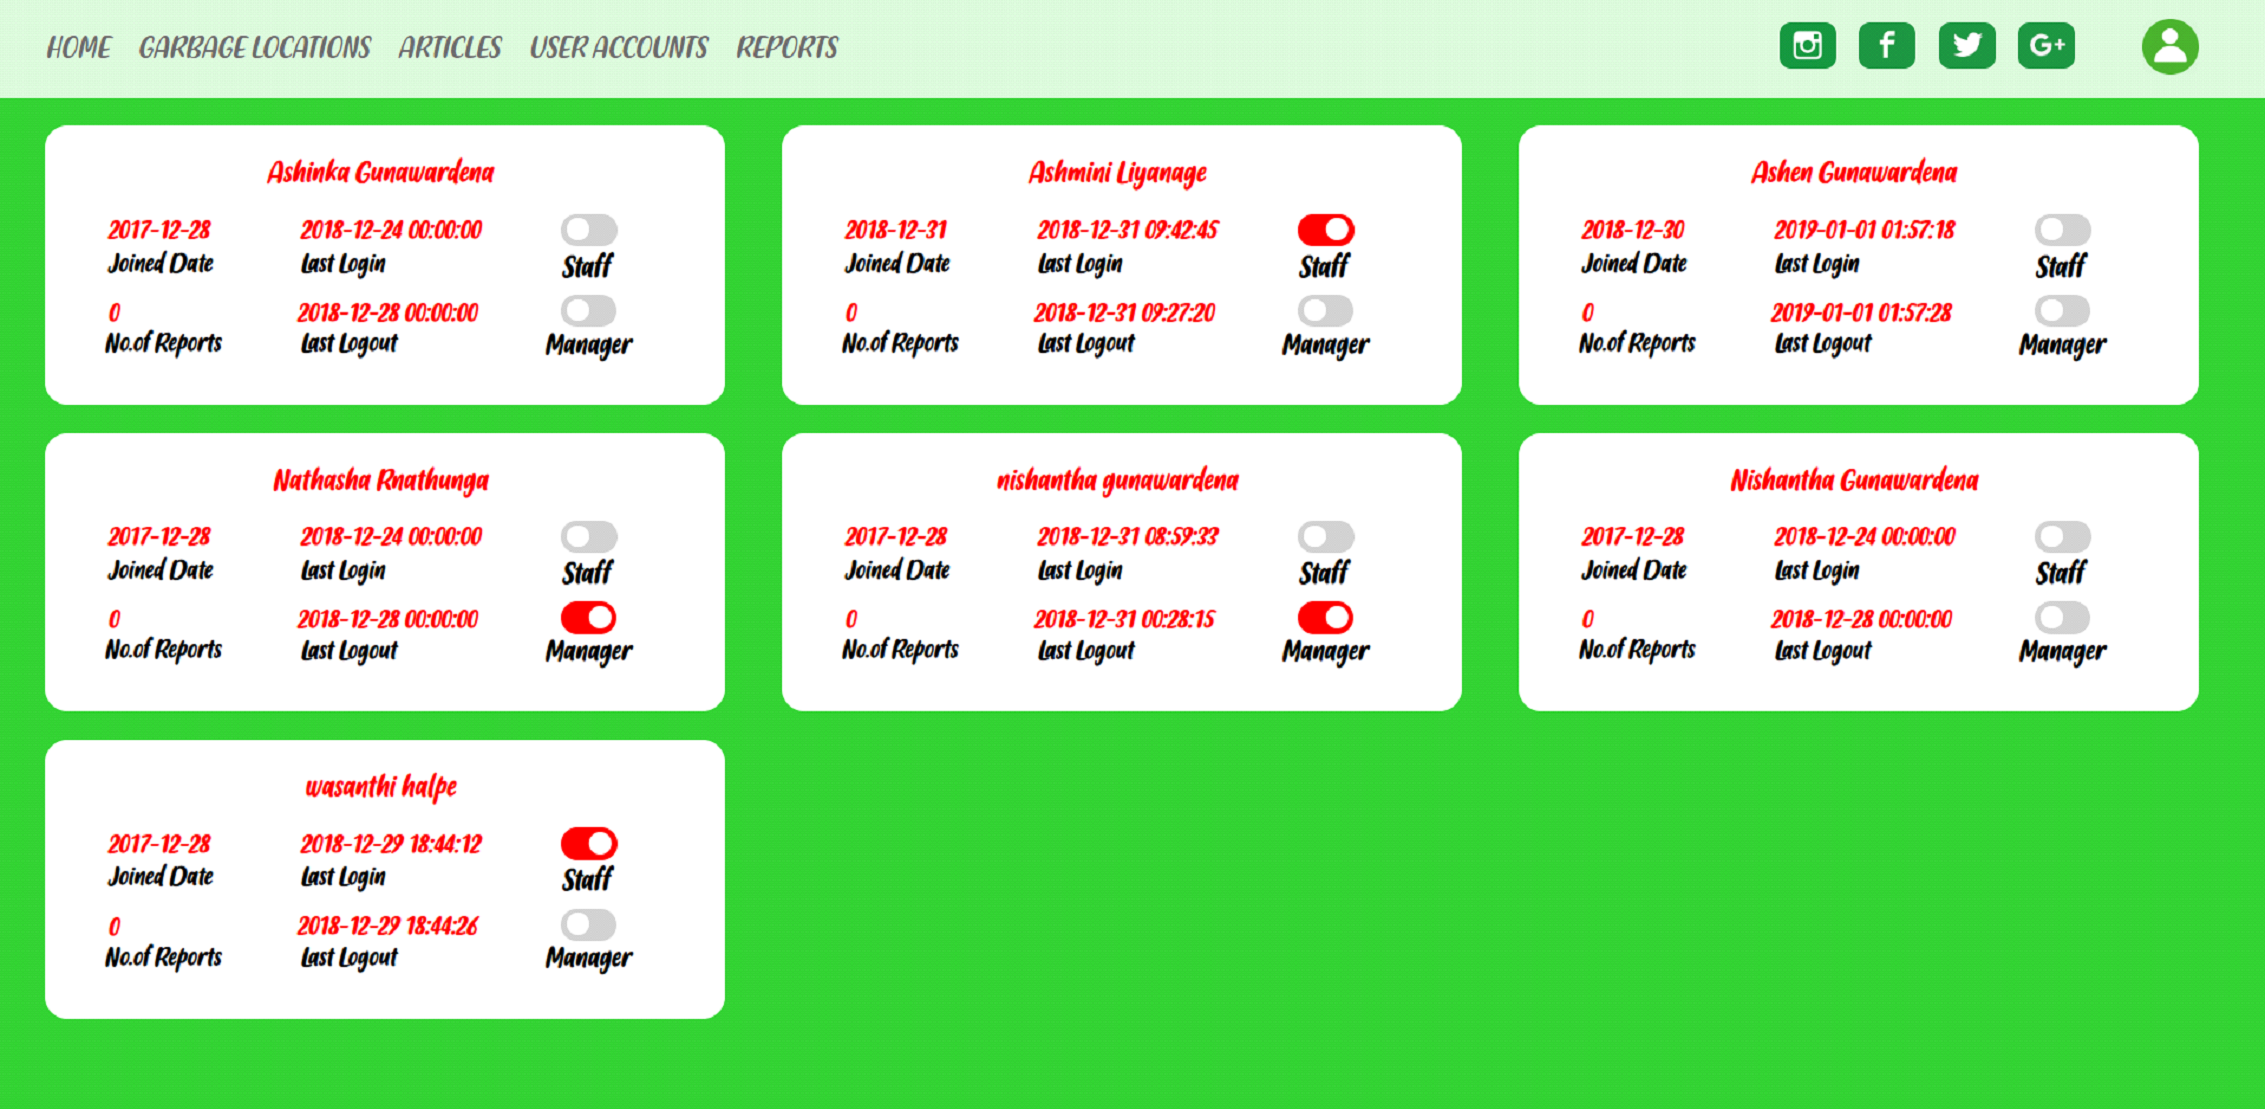 HOME GARBAGE LOCATIONS ARTICLES USER ACCOUNTS REPORTS
f
G+
Ashinka Gunawardena
2017-12-28 2018-12-24 00:00:00
Joined Date Last Login Staff
0 2018-12-28 00:00:00
No.of Reports Last Logout Manager
Ashmini Liyanage
2018-12-31 2018-12-31 09:42:45
Joined Date Last Login Staff
0 2018-12-31 09:27:20
No.of Reports Last Logout Manager
Ashen Gunawardena
2018-12-30 2019-01-01 01:57:18
Joined Date Last Login Staff
0 2019-01-01 01:57:28
No.of Reports Last Logout Manager
Nathasha Rnathunga
2017-12-28 2018-12-24 00:00:00
Joined Date Last Login Staff
0 2018-12-28 00:00:00
No.of Reports Last Logout Manager
nishantha gunawardena
2017-12-28 2018-12-31 08:59:33
Joined Date Last Login Staff
0 2018-12-31 00:28:15
No.of Reports Last Logout Manager
Nishantha Gunawardena
2017-12-28 2018-12-24 00:00:00
Joined Date Last Login Staff
0 2018-12-28 00:00:00
No.of Reports Last Logout Manager
wasanthi halpe
2017-12-28 2018-12-29 18:44:12
Joined Date Last Login Staff
0 2018-12-29 18:44:26
No.of Reports Last Logout Manager